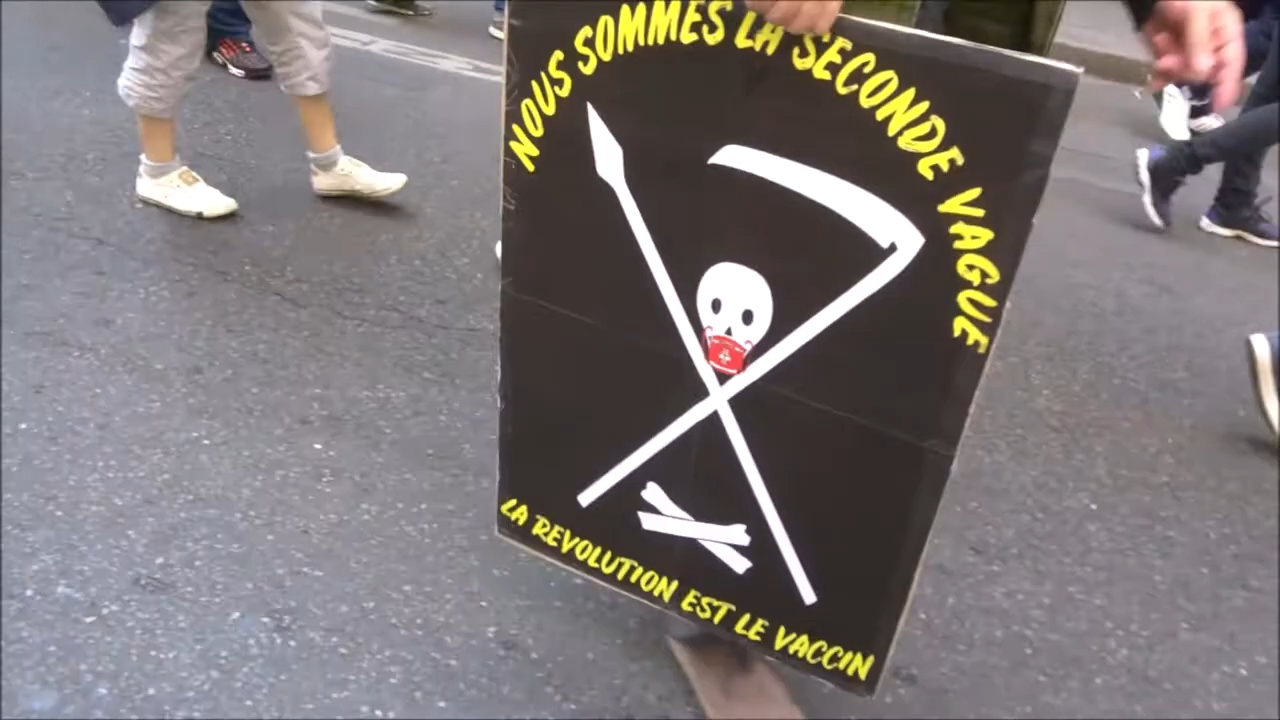 NOUS SOMMES LA SECONDE VAGUE
LA REVOLUTION EST LE VACCIN